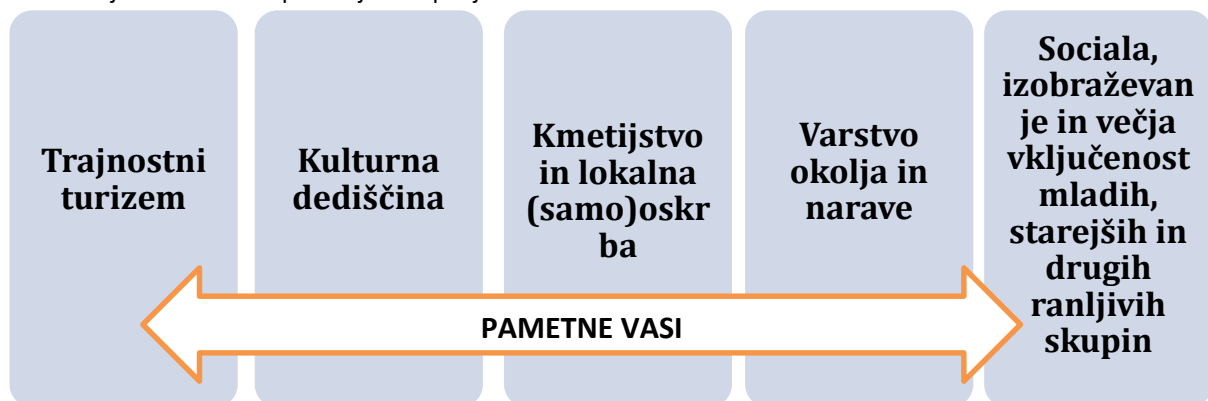 Trajnostni
turizem
Kulturna
dediščina
Kmetijstvo
in lokalna
(samo)oskr
ba
Varstvo
okolja in
narave
Sociala,
izobraževan
je in večja
vključenost
mladih,
starejših in
drugih
ranljivih
skupin
PAMETNE VASI